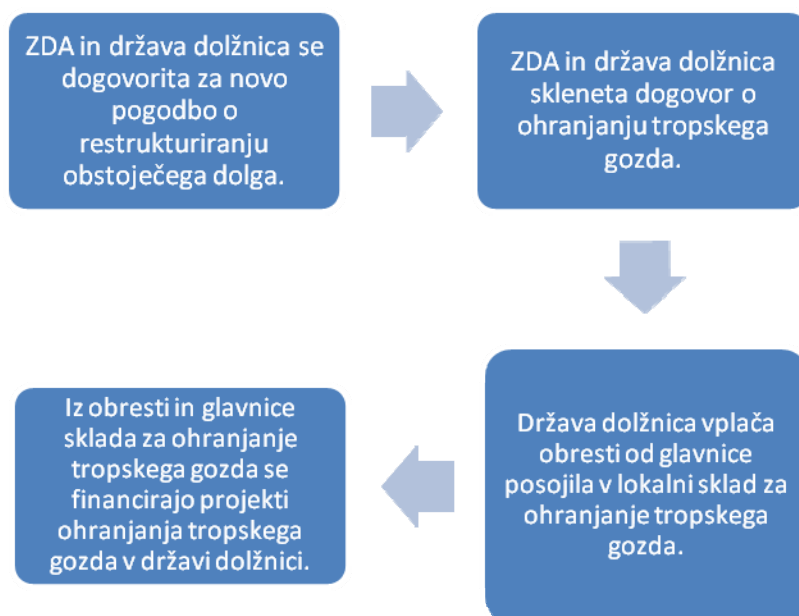 ZDA in država dolžnica se
dogovorita za novo
pogodbo o
restrukturiranju
obstoječega dolga.
ZDA in država dolžnica
skleneta dogovor o
ohranjanju tropskega
gozda.
Država dolžnica vplača
obresti od glavnice
posojila v lokalni sklad za
ohranjanje tropskega
gozda.
Iz obresti in glavnice
sklada za ohranjanje
tropskega gozda se
financirajo projekti
ohranjanja tropskega
gozda v državi dolžnici.